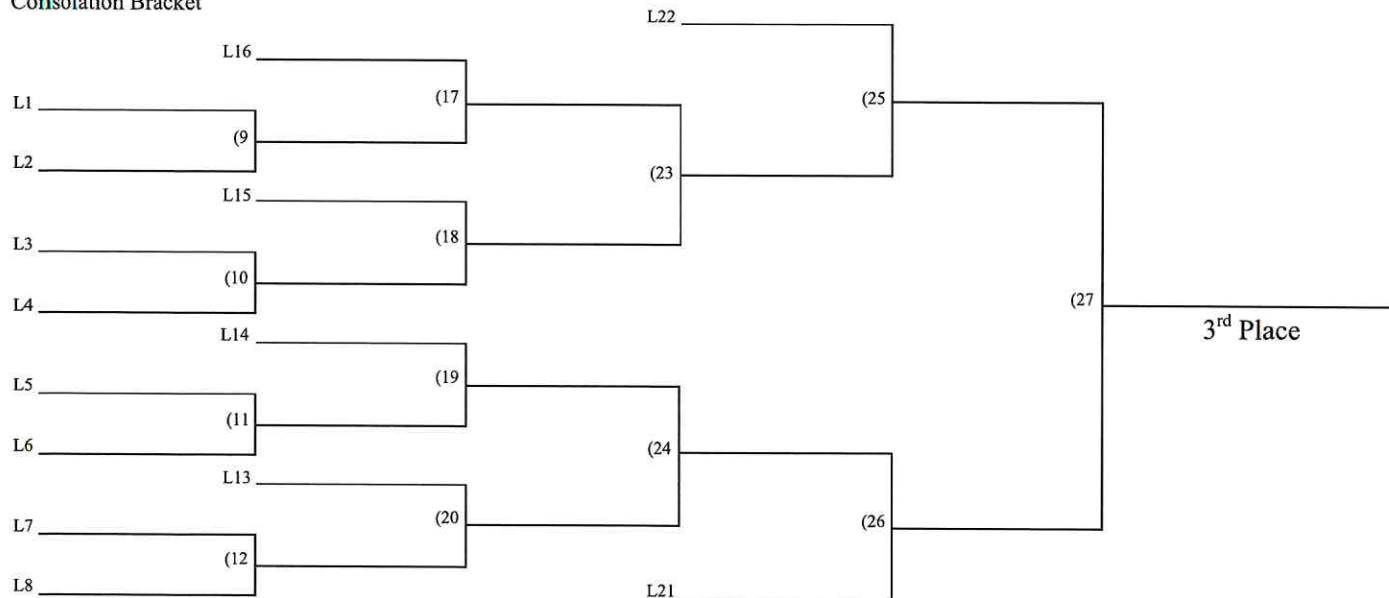 Consolation Bracket
L22
L16
(17
(25
L1
(9
L2
(23
L15
L3
(18
(10
L4
(27
L14
3rd Place
L5
(19
(11
L6
(24
L13
L7
(20
(26
(12
L8
L21